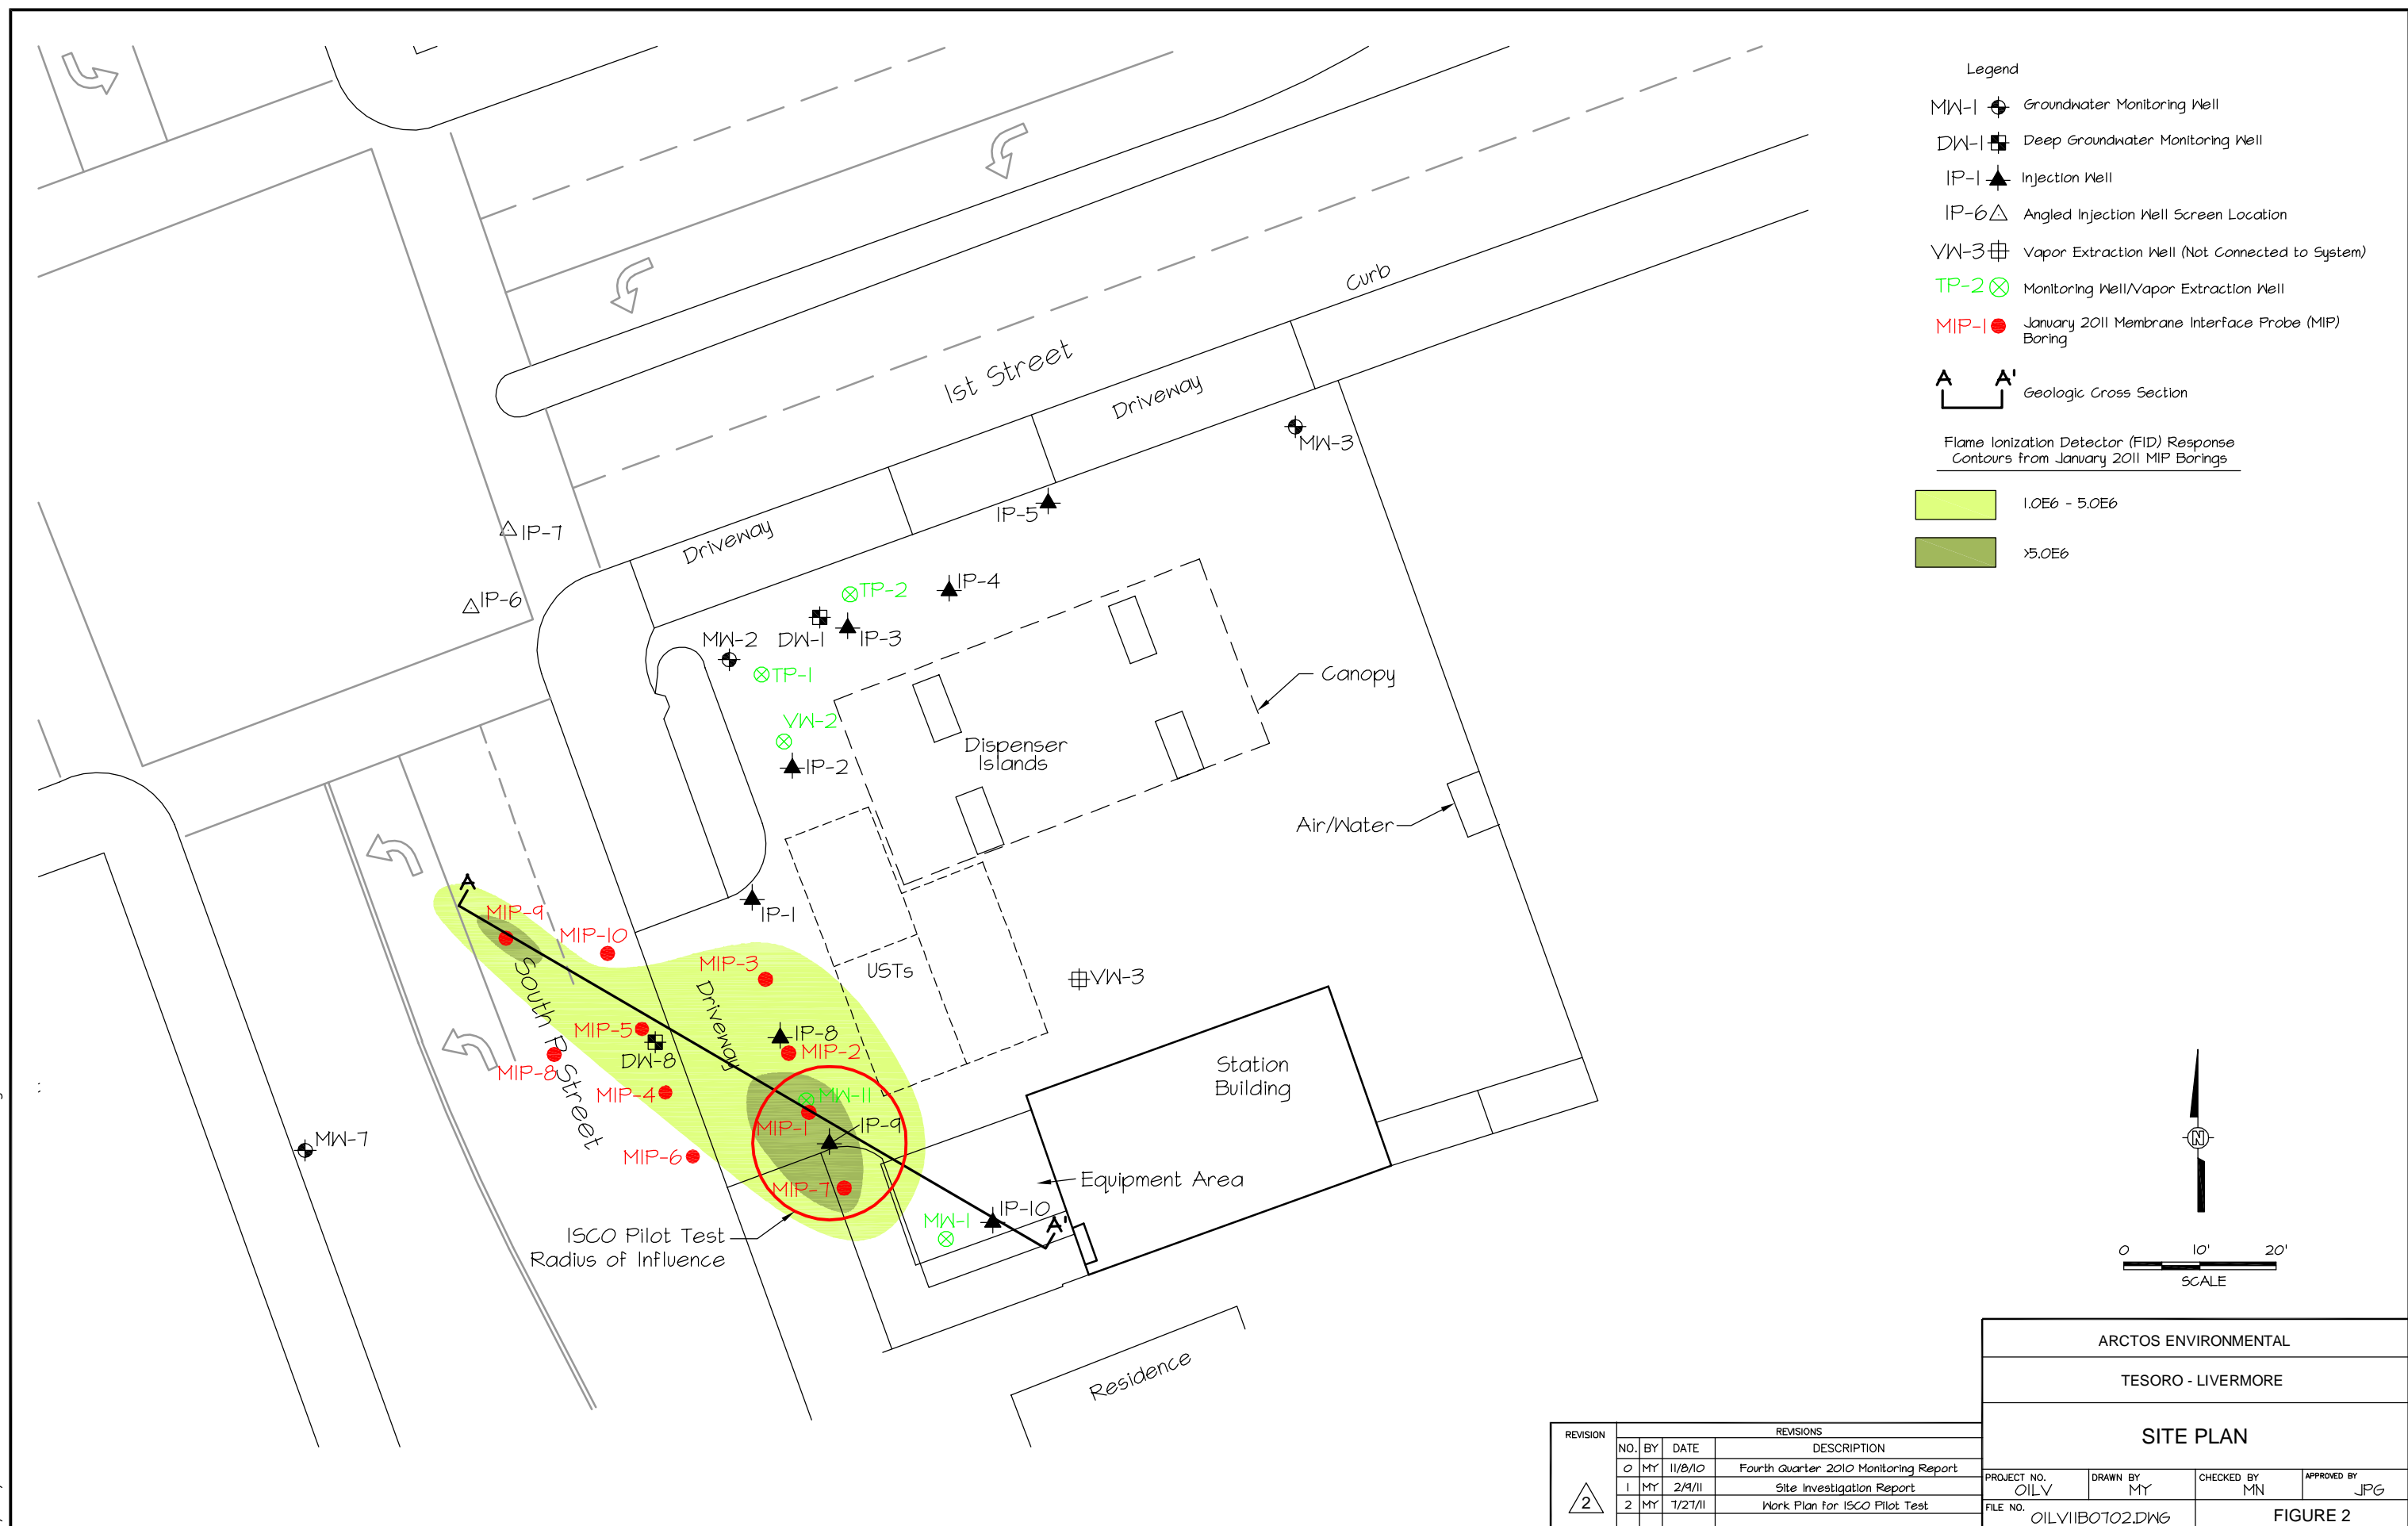 Legend
MW-1 Groundwater Monitoring Well
DW-1 Deep Groundwater Monitoring Well
IP-1 Injection Well
IP-6 Angled Injection Well Screen Location
VW-3 Vapor Extraction Well (Not Connected to System)
TP-2 Monitoring Well/Vapor Extraction Well
MIP-1 January 2011 Membrane Interface Probe (MIP)
Boring
A A'
Geologic Cross Section
Flame Ionization Detector (FID) Response
Contours from January 2011 MIP Borings
1.0E6 - 5.0E6
>5.0E6
Curb
1st Street
Driveway
MW-3
IP-5
Driveway
IP-7
IP-6
TP-2
IP-4
DW-1
IP-3
MW-2
TP-1
Canopy
VW-2
IP-2
Dispenser
Islands
Air/Water
A
MIP-9
IP-1
MIP-10
MIP-3
USTs
VW-3
South P Street
Driveway
MIP-5
IP-8
DW-8
MIP-2
MIP-8
MIP-4
MW-11
MIP-1
IP-9
Station
Building
MW-7
MIP-6
MIP-7
Equipment Area
IP-10
MW-1
A'
ISCO Pilot Test
Radius of Influence
Residence
N
0 10' 20'
SCALE
ARCTOS ENVIRONMENTAL
TESORO - LIVERMORE
SITE PLAN
PROJECT NO.
01LV
DRAWN BY
MY
CHECKED BY
MN
APPROVED BY
JPG
FILE NO.
01LV11B0702.DWG
FIGURE 2
REVISION
2
REVISIONS
NO. BY DATE DESCRIPTION
0 MY 11/8/10 Fourth Quarter 2010 Monitoring Report
1 MY 2/9/11 Site Investigation Report
2 MY 7/27/11 Work Plan for ISCO Pilot Test